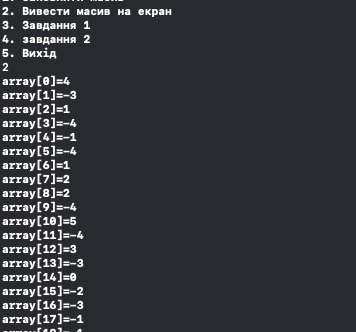 2. Вивести масив на екран
3. Завдання 1
4. завдання 2
5. Вихід
2
array[0]=4
array[1]=-3
array[2]=1
array[3]=-4
array[4]=-1
array[5]=-4
array[6]=1
array[7]=2
array[8]=2
array[9]=-4
array[10]=5
array[11]=-4
array[12]=3
array[13]=-3
array[14]=0
array[15]=-2
array[16]=-3
array[17]=-1